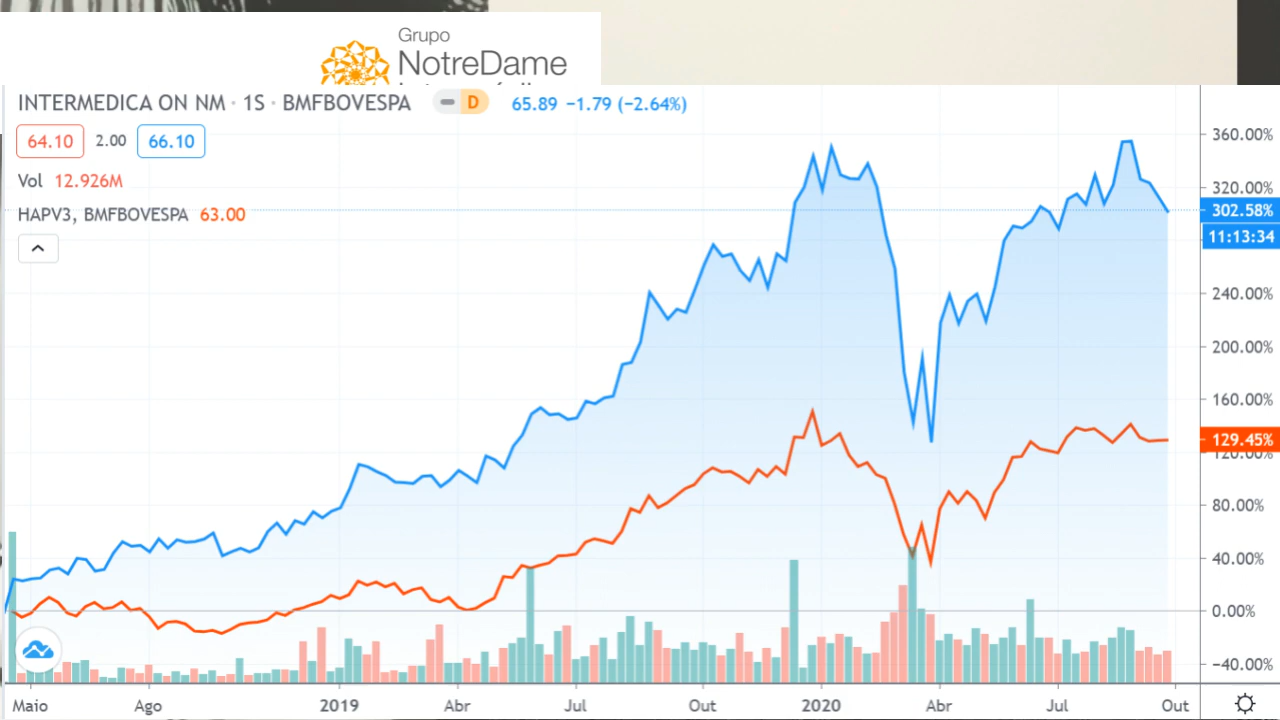 Grupo
NotreDame
INTERMEDICA ON NM · 1S · BMFBOVESPA D 65.89 −1.79 (−2.64%)
64.10 2.00 66.10
Vol 12.926M
HAPV3, BMFBOVESPA 63.00
360.00%
320.00%
302.58%
11:13:34
240.00%
200.00%
160.00%
129.45%
120.00%
80.00%
40.00%
0.00%
−40.00%
Maio Ago 2019 Abr Jul Out 2020 Abr Jul Out